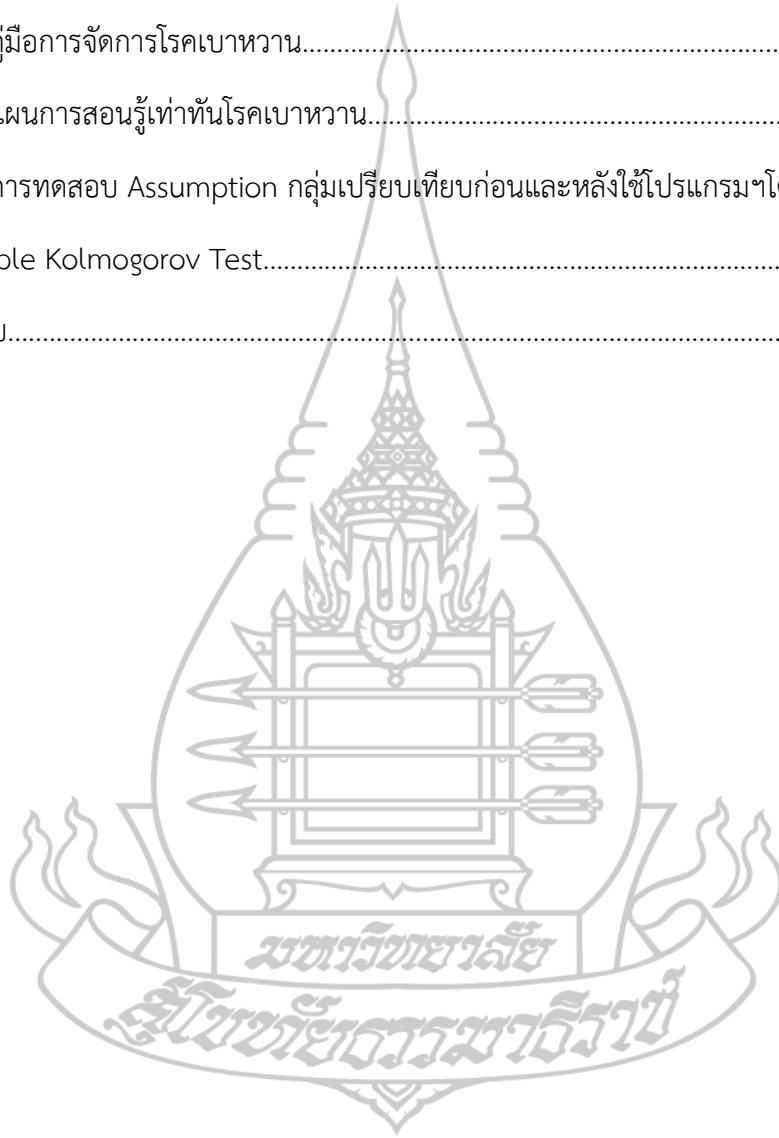 คู่มือการจัดการโรคเบาหวาน................................................................................
แผนการสอนรู้เท่าทันโรคเบาหวาน.....................................................................
การทดสอบ Assumption กลุ่มเปรียบเทียบก่อนและหลังใช้โปรแกรมฯ
ple Kolmogorov Test.......................................................................................
มหาวิทยาลัย
สุโขทัยธรรมาธิราช